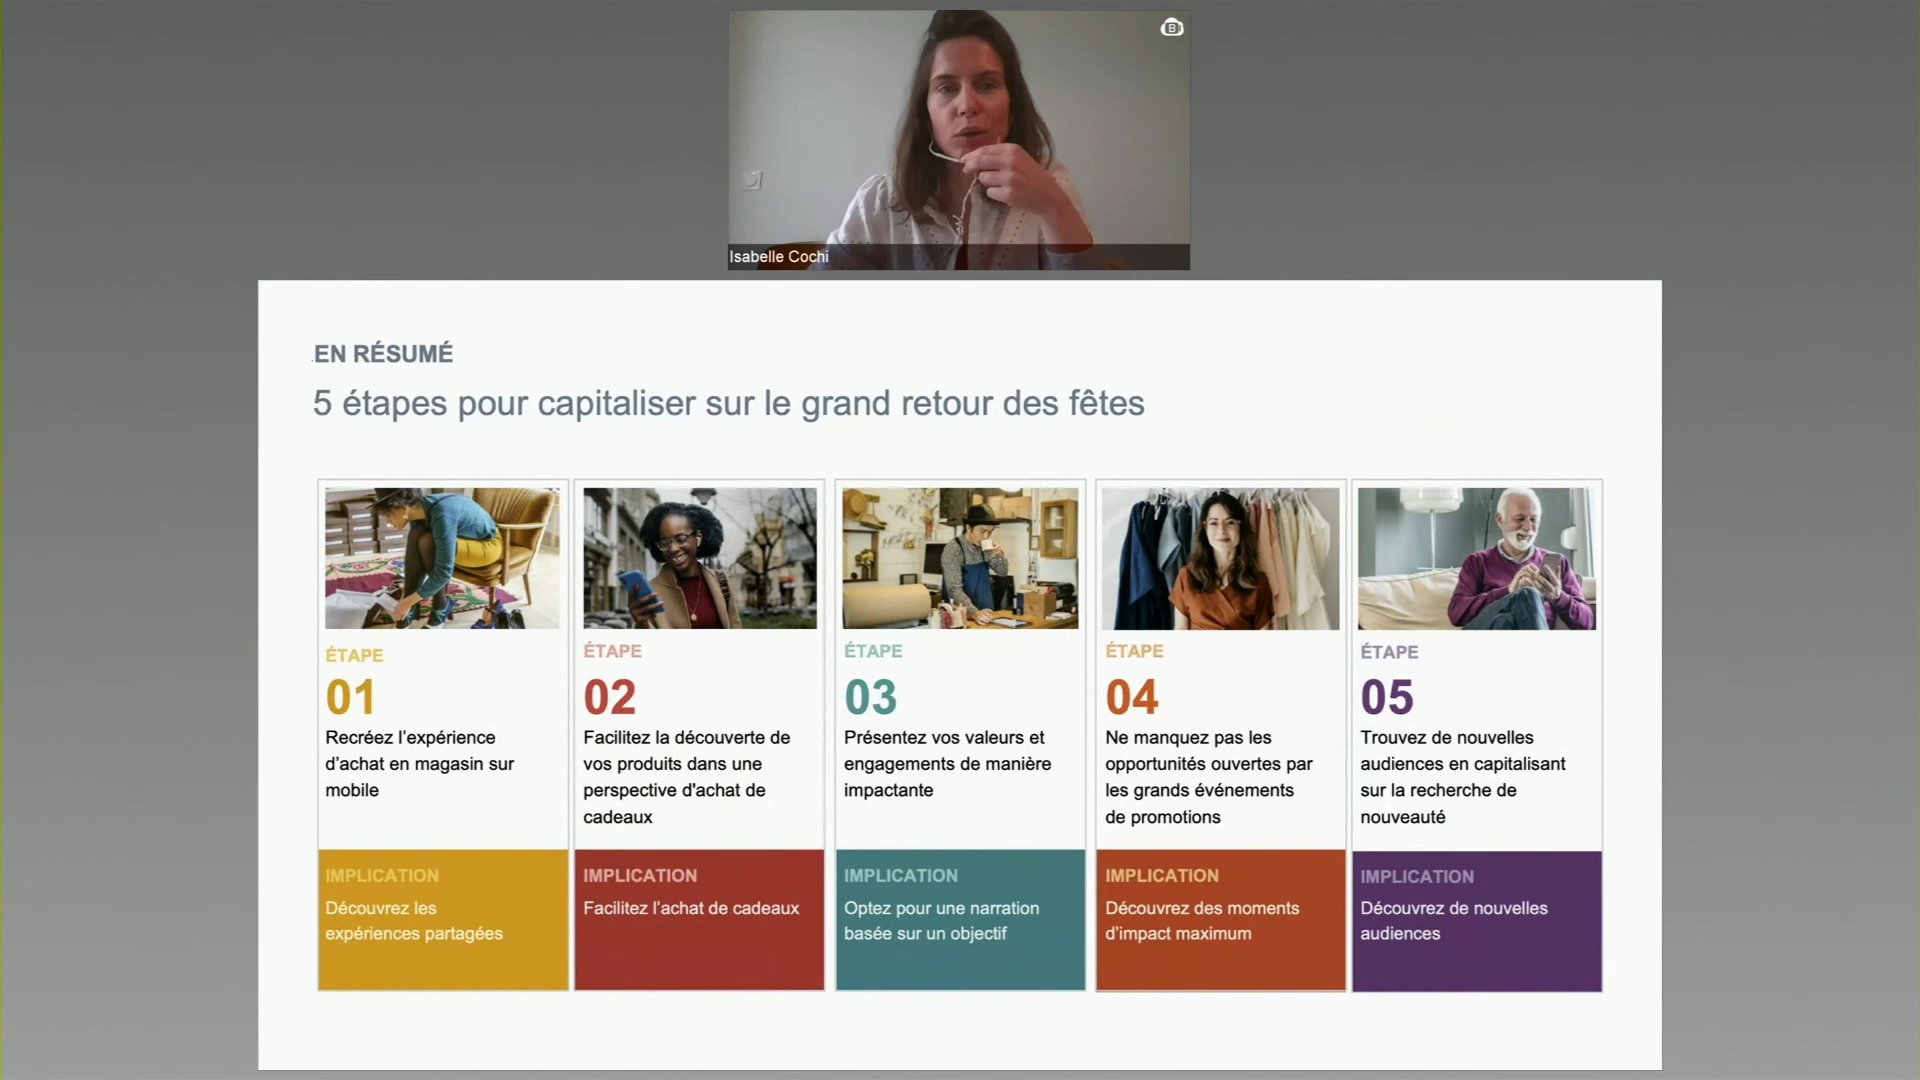 Isabelle Cochi
EN RÉSUMÉ
5 étapes pour capitaliser sur le grand retour des fêtes
ÉTAPE
01
Recréez l’expérience
d’achat en magasin sur
mobile
IMPLICATION
Découvrez les
expériences partagées
ÉTAPE
02
Facilitez la découverte de
vos produits dans une
perspective d'achat de
cadeaux
IMPLICATION
Facilitez l’achat de cadeaux
ÉTAPE
03
Présentez vos valeurs et
engagements de manière
impactante
IMPLICATION
Optez pour une narration
basée sur un objectif
ÉTAPE
04
Ne manquez pas les
opportunités ouvertes par
les grands événements
de promotions
IMPLICATION
Découvrez des moments
d’impact maximum
ÉTAPE
05
Trouvez de nouvelles
audiences en capitalisant
sur la recherche de
nouveauté
IMPLICATION
Découvrez de nouvelles
audiences